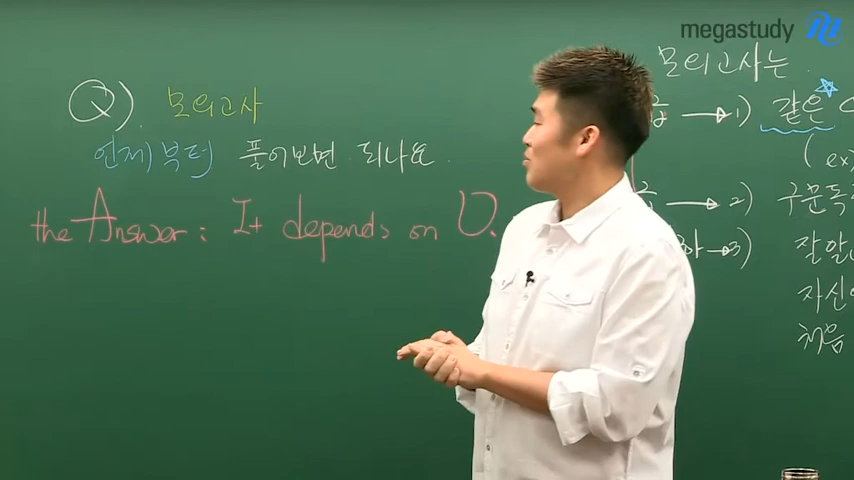 megastudy
Q)
모의고사
언제부터 풀어보면 되나요.
the Answer : It depends on U.
모의고사는
→ 1) 같은
(ex)
→ 2) 구문독
→ 3) 잘알
자신
처음